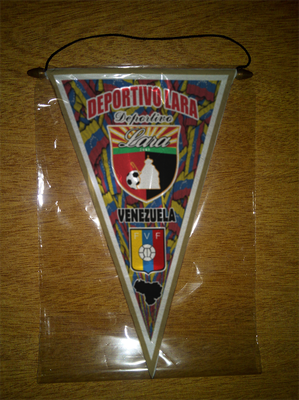 DEPORTIVO LARA
Deportivo
Lara
VENEZUELA
V F